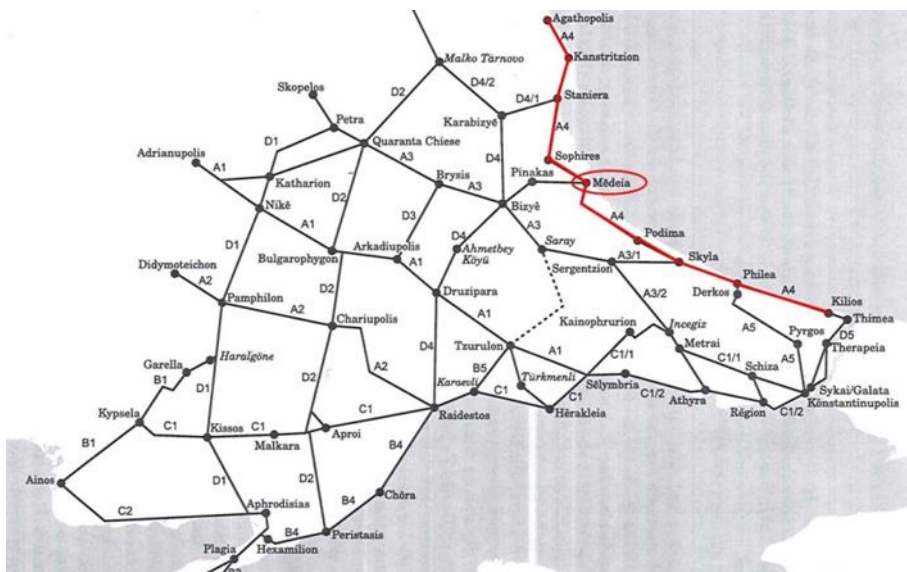 Agathopolis
A4
Kanstritzion
Malko Tărnovo
D4/2
Skopelos
D2
D4/1
Staniera
Petra
Karabizyē
A4
D1
Quaranta Chiese
Adrianupolis
A3
D4
Sophires
A1
Katharion
Brysis
A3
Pinakas
Mēdeia
D2
Nikē
Bizyē
A1
D3
A4
D4
A3
Podima
D1
Arkadiupolis
Ahmetbey
Köyü
Saray
Bulgarophygon
A1
A3/1
Skyla
Didymoteichon
Sergentzion
Philea
A2
D2
Druzipara
Derkos
A4
Pamphilon
A3/2
Kilios
A2
Chariupolis
A1
Kainophrurion
Incegiz
A5
Thimea
D4
Tzurulon
Metrai
Pyrgos
D5
Garella
Haralgöne
A2
A1
C1/1
C1/1
Therapeia
B1
D1
D2
Karaevli
B5
Türkmenli
Schiza
A5
Kypsela
C1
C1
Sēlymbria
C1/2
Sykai/Galata
C1
Raidestos
Hērakleia
Athyra
Rēgion
C1/2
Kōnstantinupolis
B1
C1
Kissos
C1
Malkara
Aproi
B4
Ainos
D1
D2
Chōra
C2
Aphrodisias
B4
B4
Plagia
Hexamilion
Peristasis